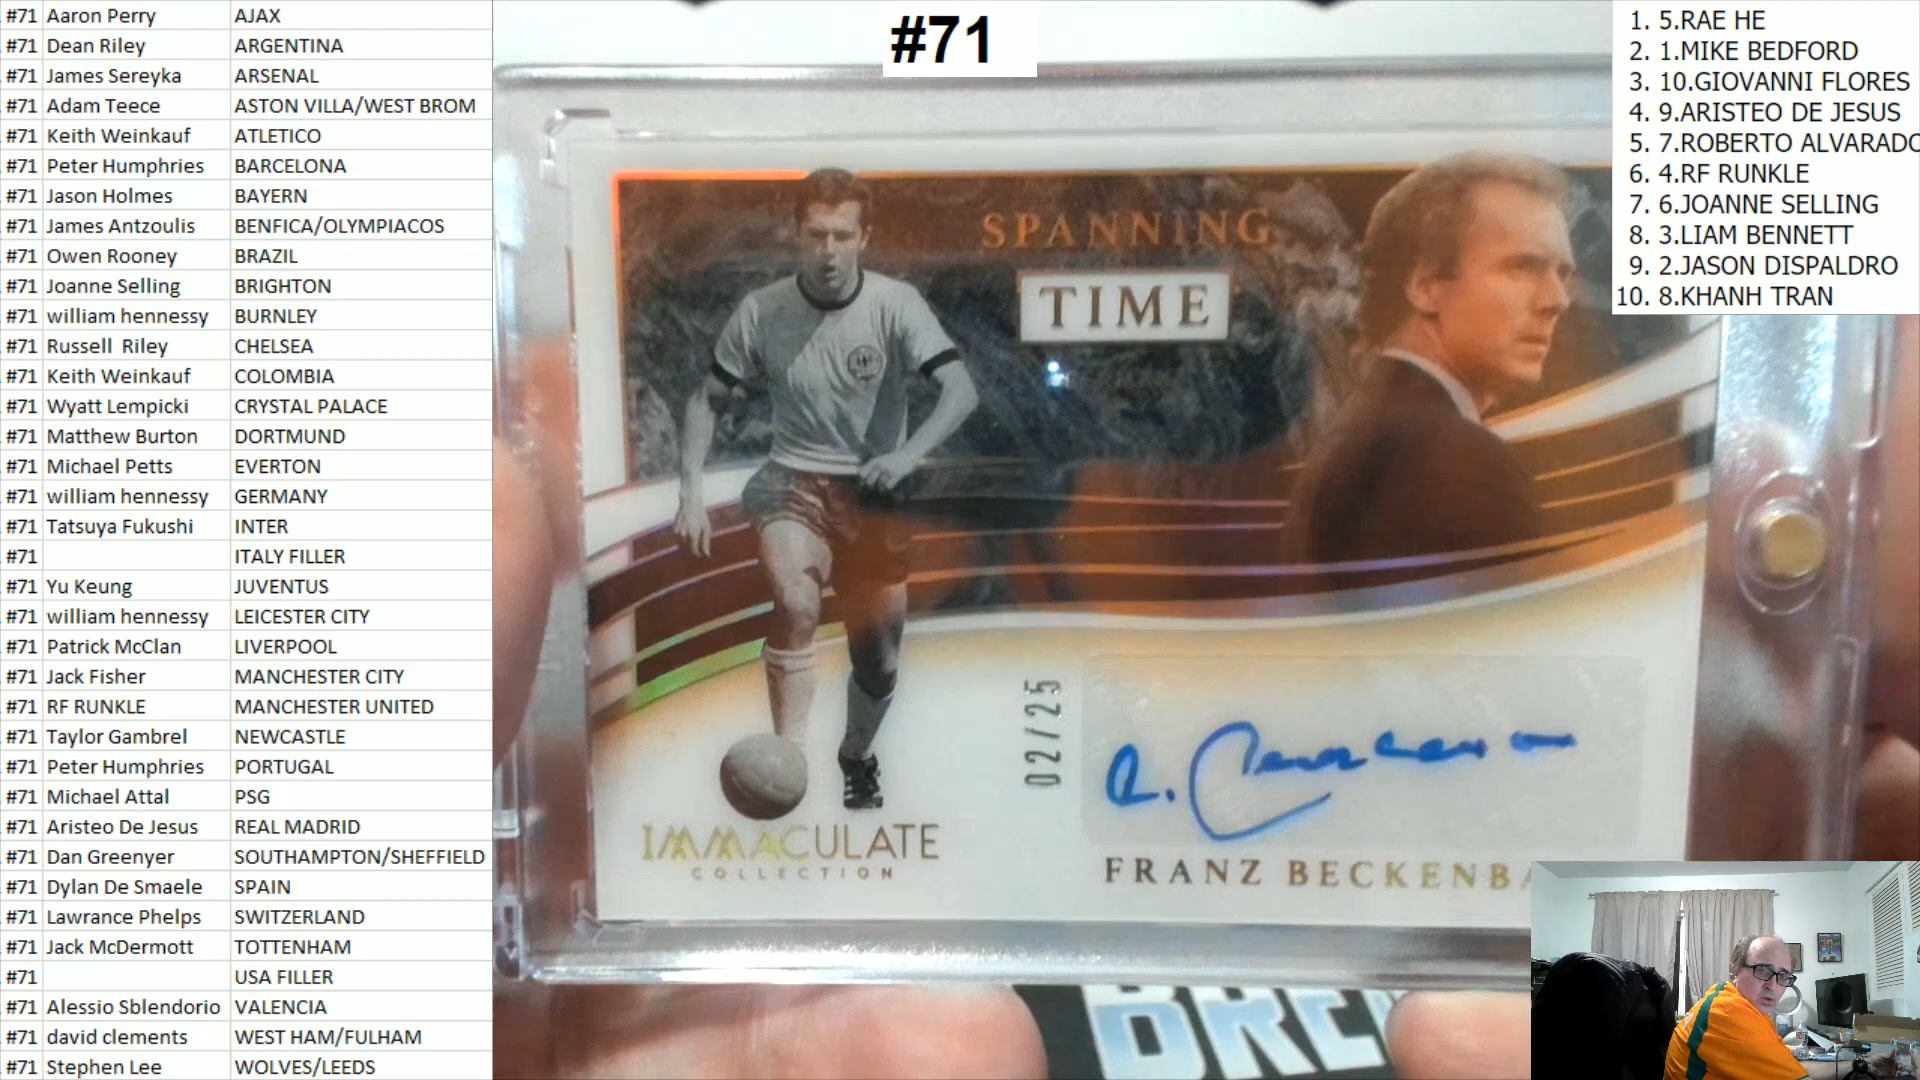 #71 Aaron Perry AJAX
#71 Dean Riley ARGENTINA
#71 James Sereyka ARSENAL
#71 Adam Teece ASTON VILLA/WEST BROM
#71 Keith Weinkauf ATLETICO
#71 Peter Humphries BARCELONA
#71 Jason Holmes BAYERN
#71 James Antzoulis BENFICA/OLYMPIACOS
#71 Owen Rooney BRAZIL
#71 Joanne Selling BRIGHTON
#71 william hennessy BURNLEY
#71 Russell Riley CHELSEA
#71 Keith Weinkauf COLOMBIA
#71 Wyatt Lempicki CRYSTAL PALACE
#71 Matthew Burton DORTMUND
#71 Michael Petts EVERTON
#71 william hennessy GERMANY
#71 Tatsuya Fukushi INTER
#71 ITALY FILLER
#71 Yu Keung JUVENTUS
#71 william hennessy LEICESTER CITY
#71 Patrick McClan LIVERPOOL
#71 Jack Fisher MANCHESTER CITY
#71 RF RUNKLE MANCHESTER UNITED
#71 Taylor Gambrel NEWCASTLE
#71 Peter Humphries PORTUGAL
#71 Michael Attal PSG
#71 Aristeo De Jesus REAL MADRID
#71 Dan Greenyer SOUTHAMPTON/SHEFFIELD
#71 Dylan De Smaele SPAIN
#71 Lawrance Phelps SWITZERLAND
#71 Jack McDermott TOTTENHAM
#71 USA FILLER
#71 Alessio Sblendorio VALENCIA
#71 david clements WEST HAM/FULHAM
#71 Stephen Lee WOLVES/LEEDS
#71
SPANNING
TIME
02/25
IMMACULATE
COLLECTION
FRANZ BECKENB
BRE
1. 5.RAE HE
2. 1.MIKE BEDFORD
3. 10.GIOVANNI FLORES
4. 9.ARISTEO DE JESUS
5. 7.ROBERTO ALVARADO
6. 4.RF RUNKLE
7. 6.JOANNE SELLING
8. 3.LIAM BENNETT
9. 2.JASON DISPALDRO
10. 8.KHANH TRAN